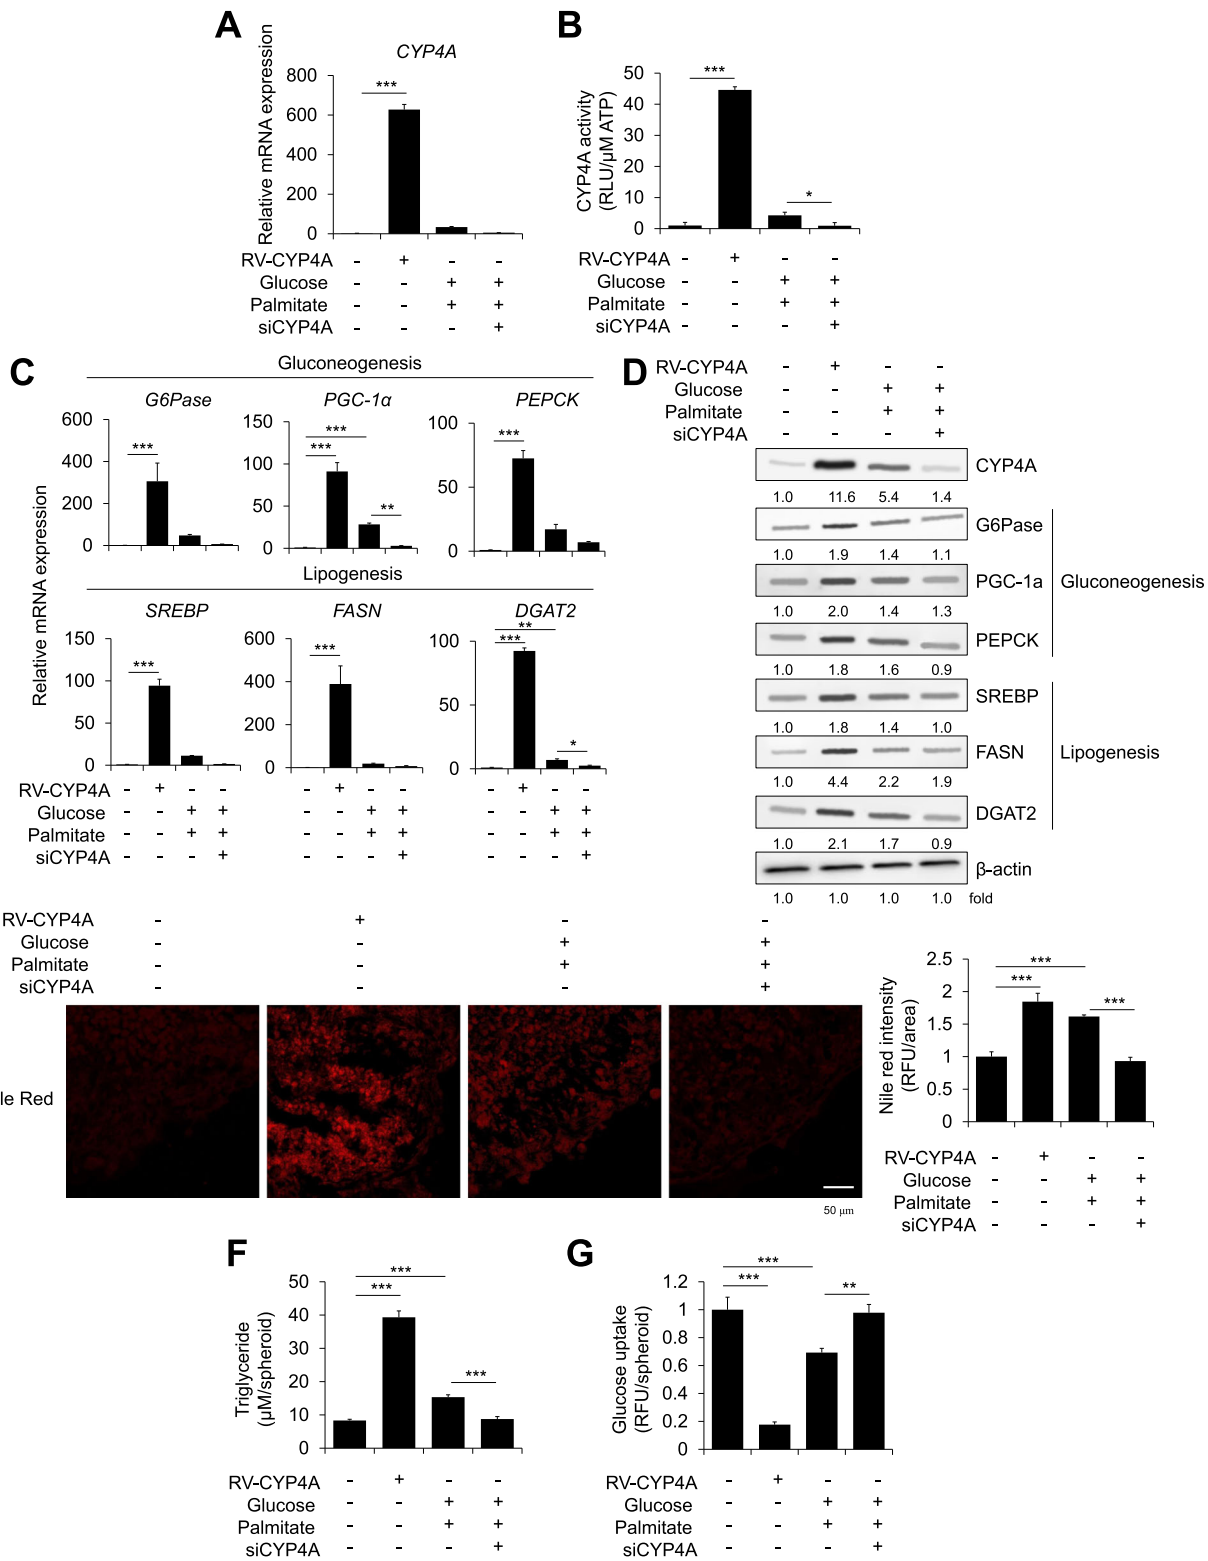 A
CYP4A
Relative mRNA expression
800
600
400
200
0
***
RV-CYP4A - + - -
Glucose - - + +
Palmitate - - + +
siCYP4A - - - +
B
CYP4A activity
(RLU/µM ATP)
50
40
30
20
10
0
***
*
RV-CYP4A - + - -
Glucose - - + +
Palmitate - - + +
siCYP4A - - - +
C
Gluconeogenesis
Relative mRNA expression
G6Pase
600
400
200
0
***
PGC-1α
150
100
50
0
***
***
**
PEPCK
100
50
0
***
Lipogenesis
SREBP
150
100
50
0
***
FASN
600
400
200
0
***
DGAT2
100
50
0
**
***
*
RV-CYP4A - + - - - + - - - + - -
Glucose - - + + - - + + - - + +
Palmitate - - + + - - + + - - + +
siCYP4A - - - + - - - + - - - +
D
RV-CYP4A - + - -
Glucose - - + +
Palmitate - - + +
siCYP4A - - - +
CYP4A
1.0 11.6 5.4 1.4
G6Pase
1.0 1.9 1.4 1.1
PGC-1a
1.0 2.0 1.4 1.3
PEPCK
1.0 1.8 1.6 0.9
Gluconeogenesis
SREBP
1.0 1.8 1.4 1.0
FASN
1.0 4.4 2.2 1.9
DGAT2
1.0 2.1 1.7 0.9
Lipogenesis
β-actin
1.0 1.0 1.0 1.0 fold
RV-CYP4A - + - -
Glucose - - + +
Palmitate - - + +
siCYP4A - - - +
le Red
50 µm
Nile red intensity
(RFU/area)
2.5
2
1.5
1
0.5
0
***
***
***
RV-CYP4A - + - -
Glucose - - + +
Palmitate - - + +
siCYP4A - - - +
F
Triglyceride
(µM/spheroid)
50
40
30
20
10
0
***
***
***
RV-CYP4A - + - -
Glucose - - + +
Palmitate - - + +
siCYP4A - - - +
G
Glucose uptake
(RFU/spheroid)
1.2
1
0.8
0.6
0.4
0.2
0
***
***
**
RV-CYP4A - + - -
Glucose - - + +
Palmitate - - + +
siCYP4A - - - +